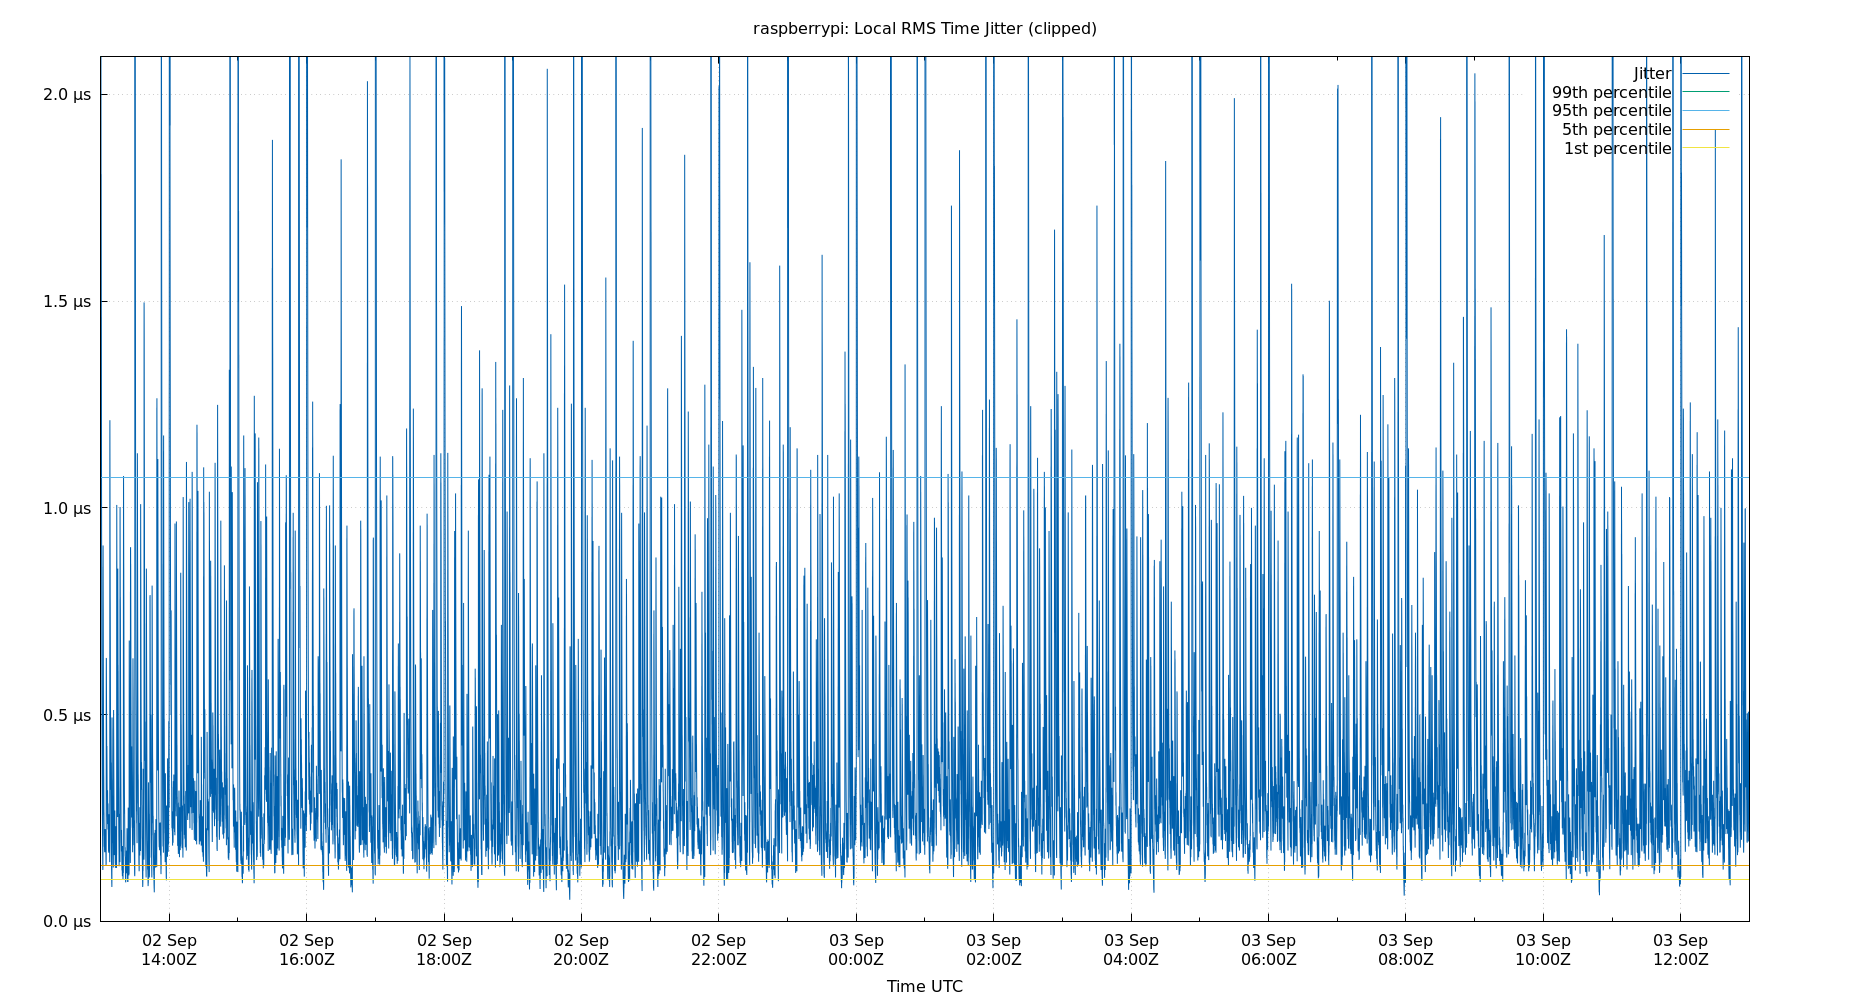 raspberrypi: Local RMS Time Jitter (clipped)
Jitter
99th percentile
95th percentile
5th percentile
1st percentile
2.0 µs
1.5 µs
1.0 µs
0.5 µs
0.0 µs
02 Sep 02 Sep 02 Sep 02 Sep 02 Sep 03 Sep 03 Sep 03 Sep 03 Sep 03 Sep 03 Sep 03 Sep
14:00Z 16:00Z 18:00Z 20:00Z 22:00Z 00:00Z 02:00Z 04:00Z 06:00Z 08:00Z 10:00Z 12:00Z
Time UTC